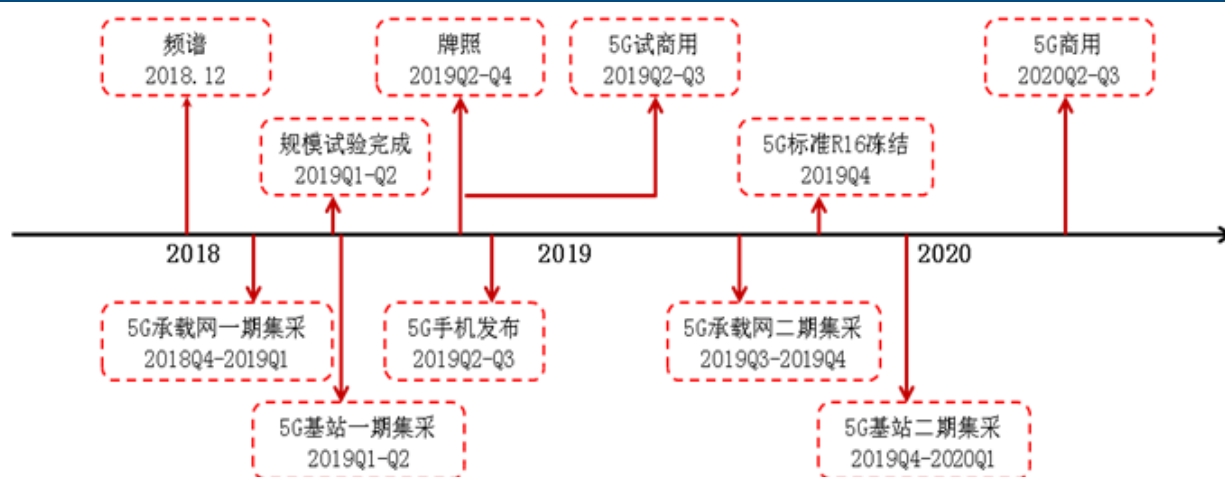 频谱
2018.12
牌照
2019Q2-Q4
5G试商用
2019Q2-Q3
5G商用
2020Q2-Q3
规模试验完成
2019Q1-Q2
5G标准R16冻结
2019Q4
2018
2019
2020
5G承载网一期集采
2018Q4-2019Q1
5G手机发布
2019Q2-Q3
5G承载网二期集采
2019Q3-2019Q4
5G基站一期集采
2019Q1-Q2
5G基站二期集采
2019Q4-2020Q1